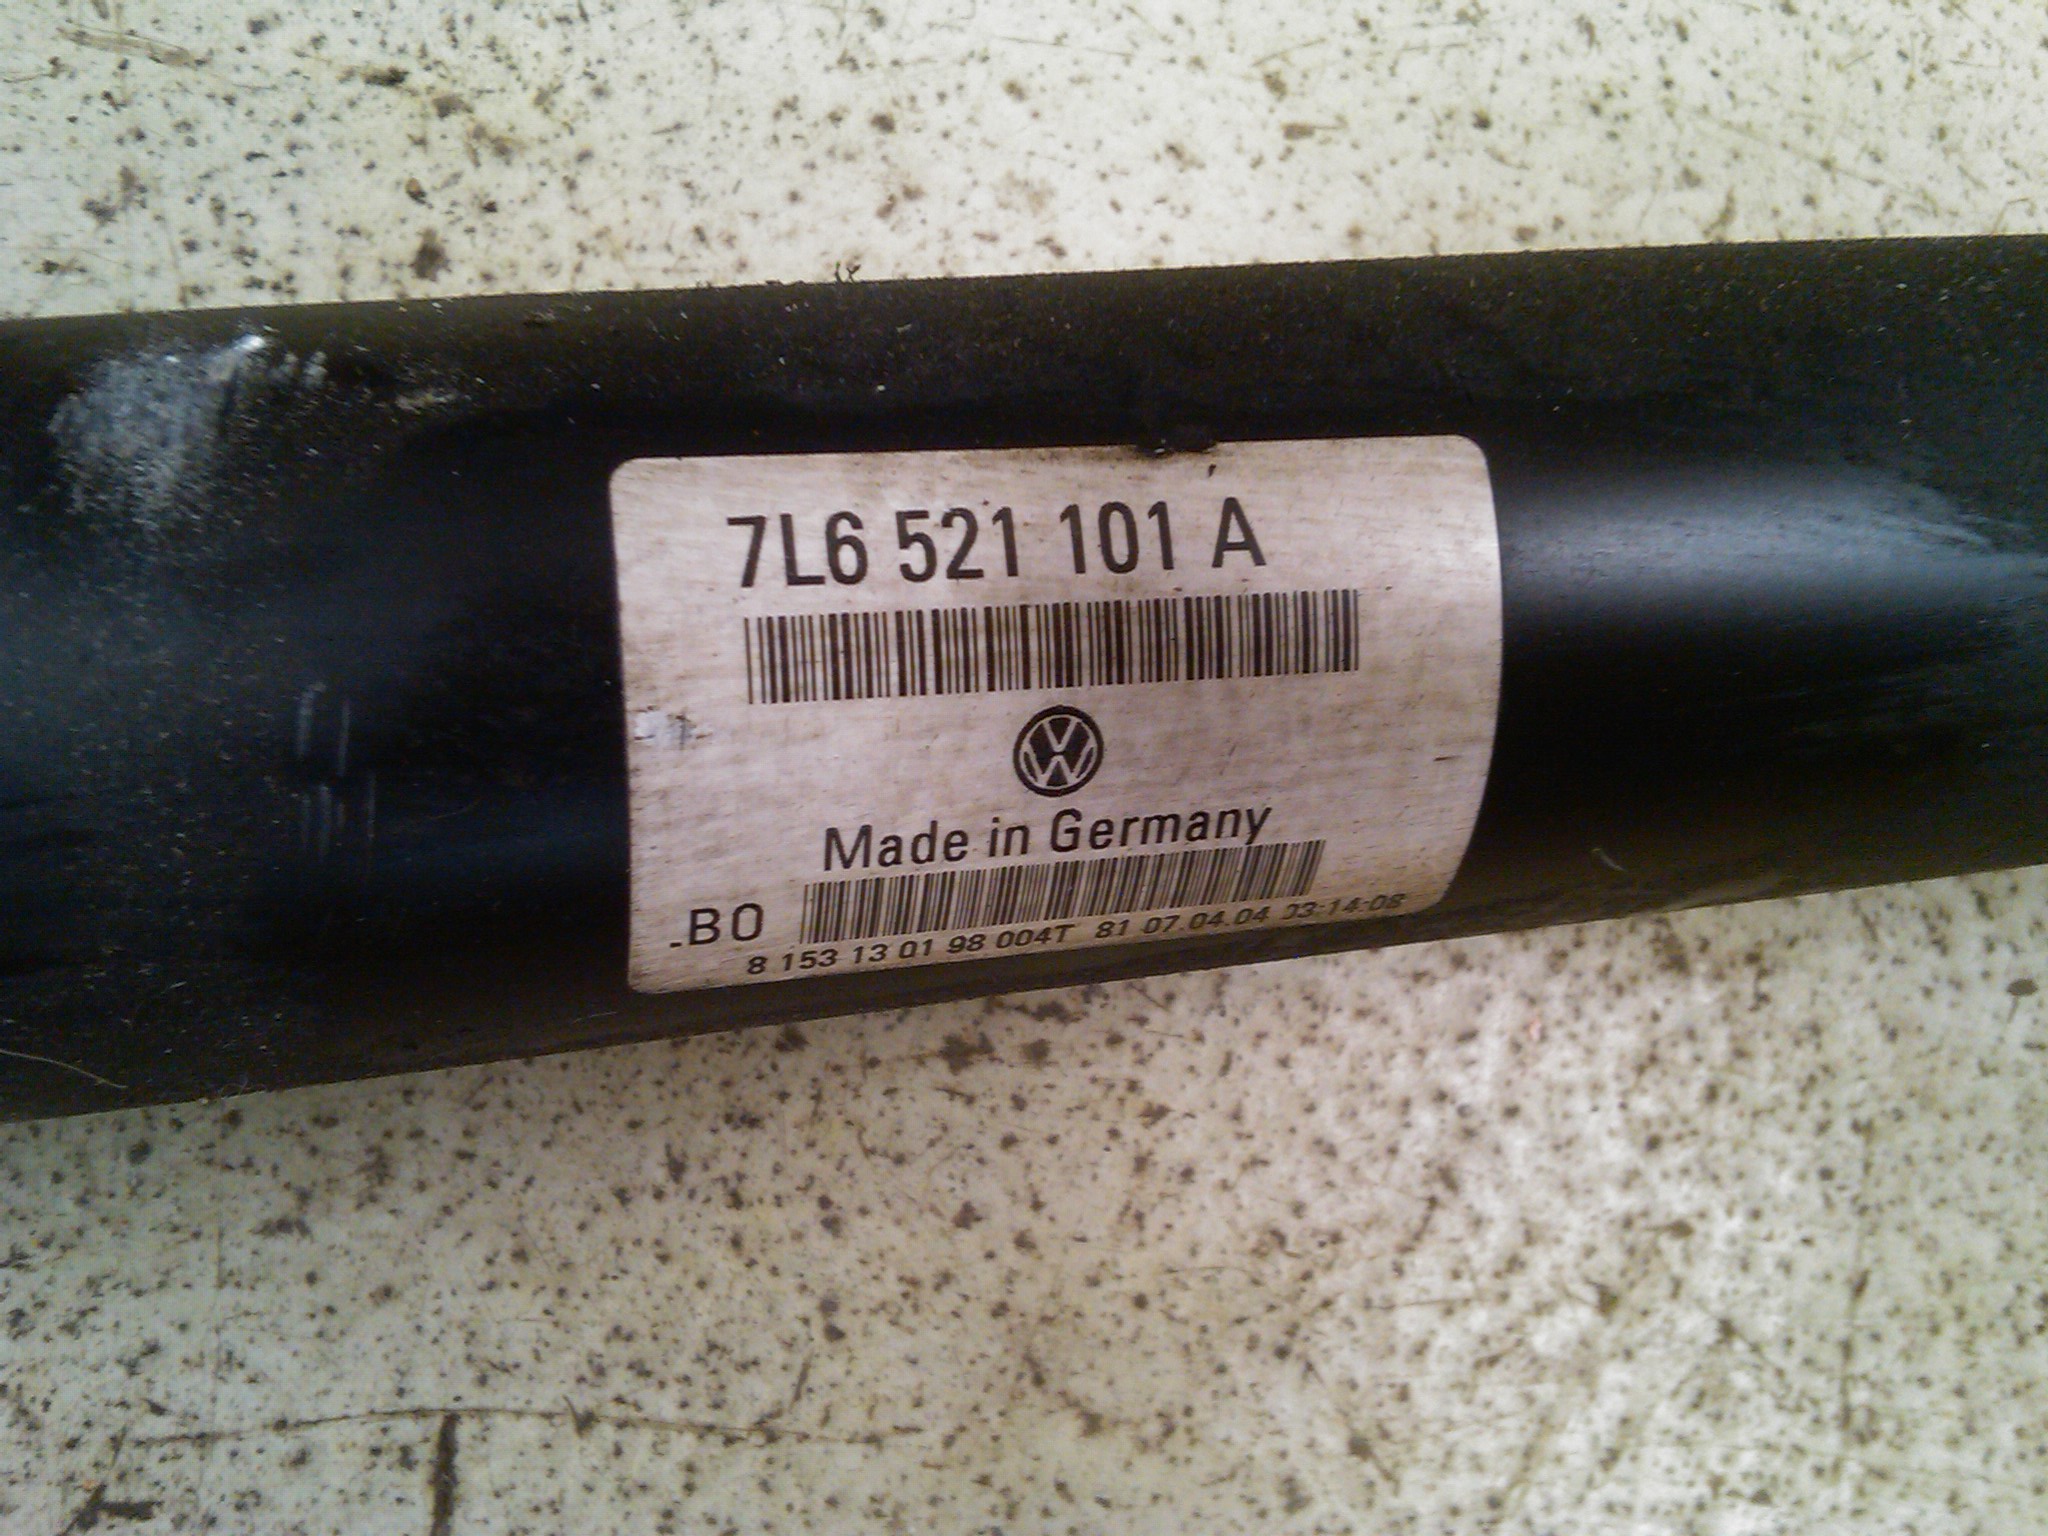 7L6 521 101 A
Made in Germany
.B0
8 153 13 01 98 004T 81 07.04.04 03:14:08